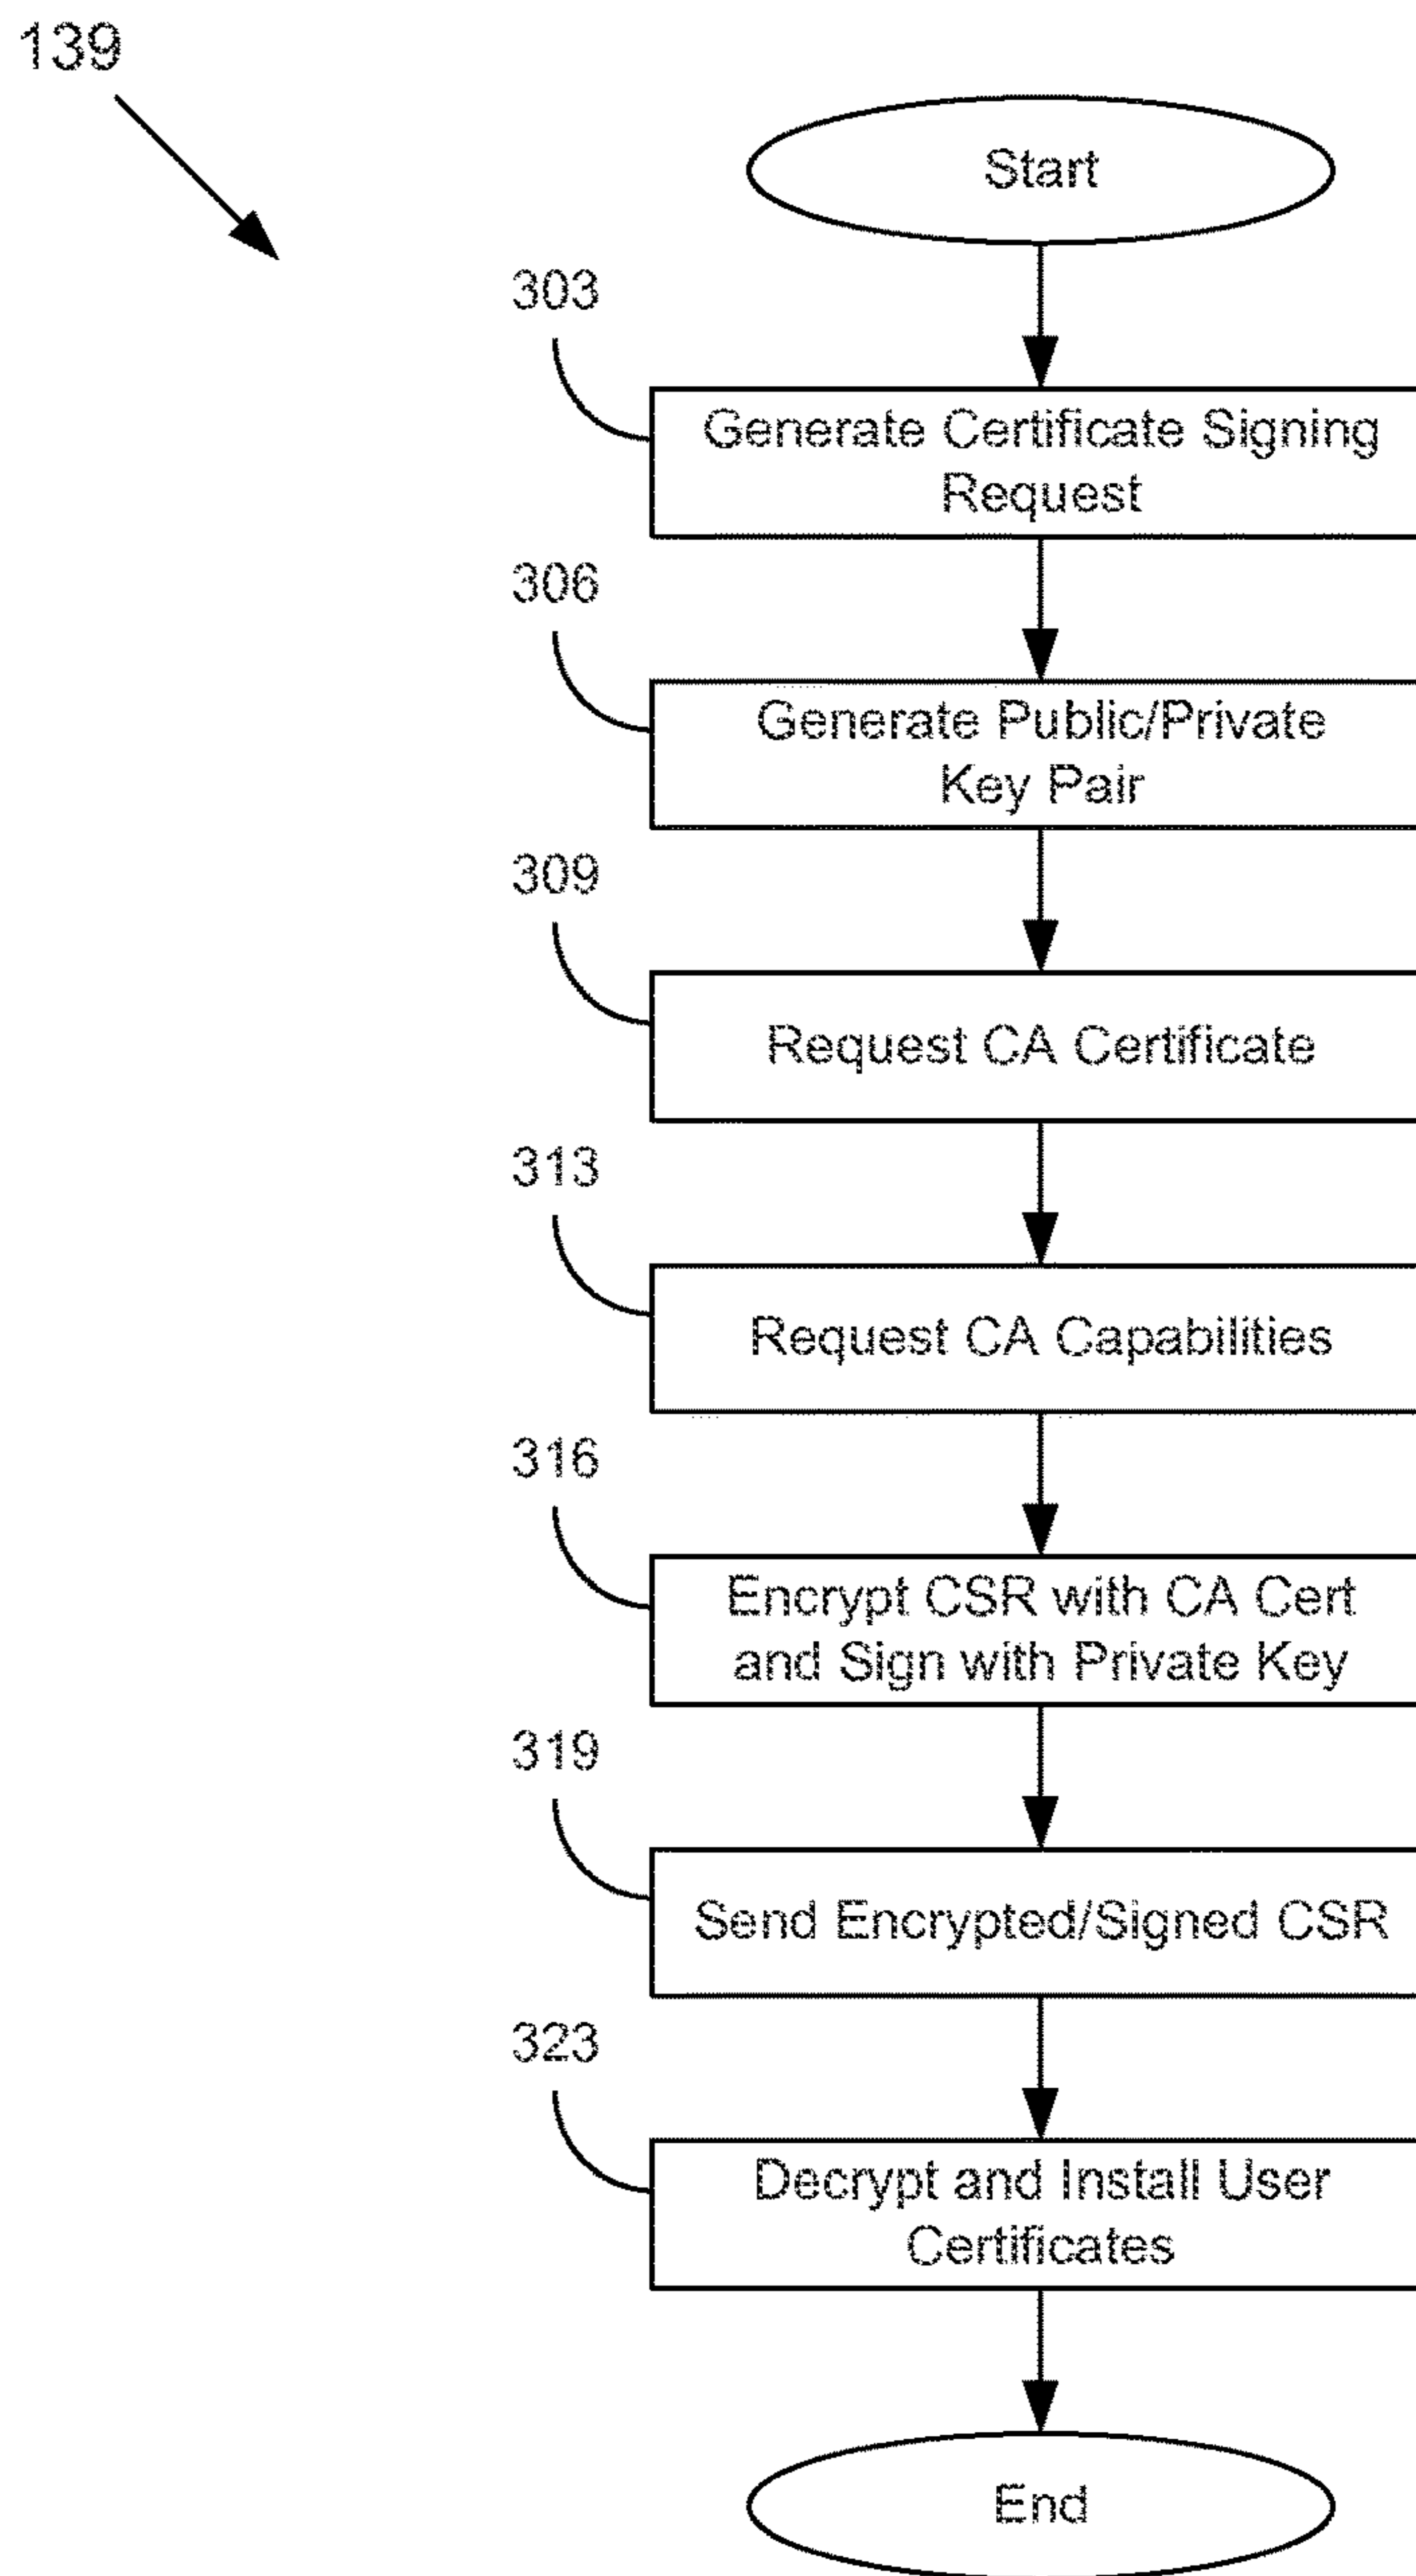 139
Start
303
Generate Certificate Signing
Request
306
Generate Public/Private
Key Pair
309
Request CA Certificate
313
Request CA Capabilities
316
Encrypt CSR with CA Cert
and Sign with Private Key
319
Send Encrypted/Signed CSR
323
Decrypt and Install User
Certificates
End